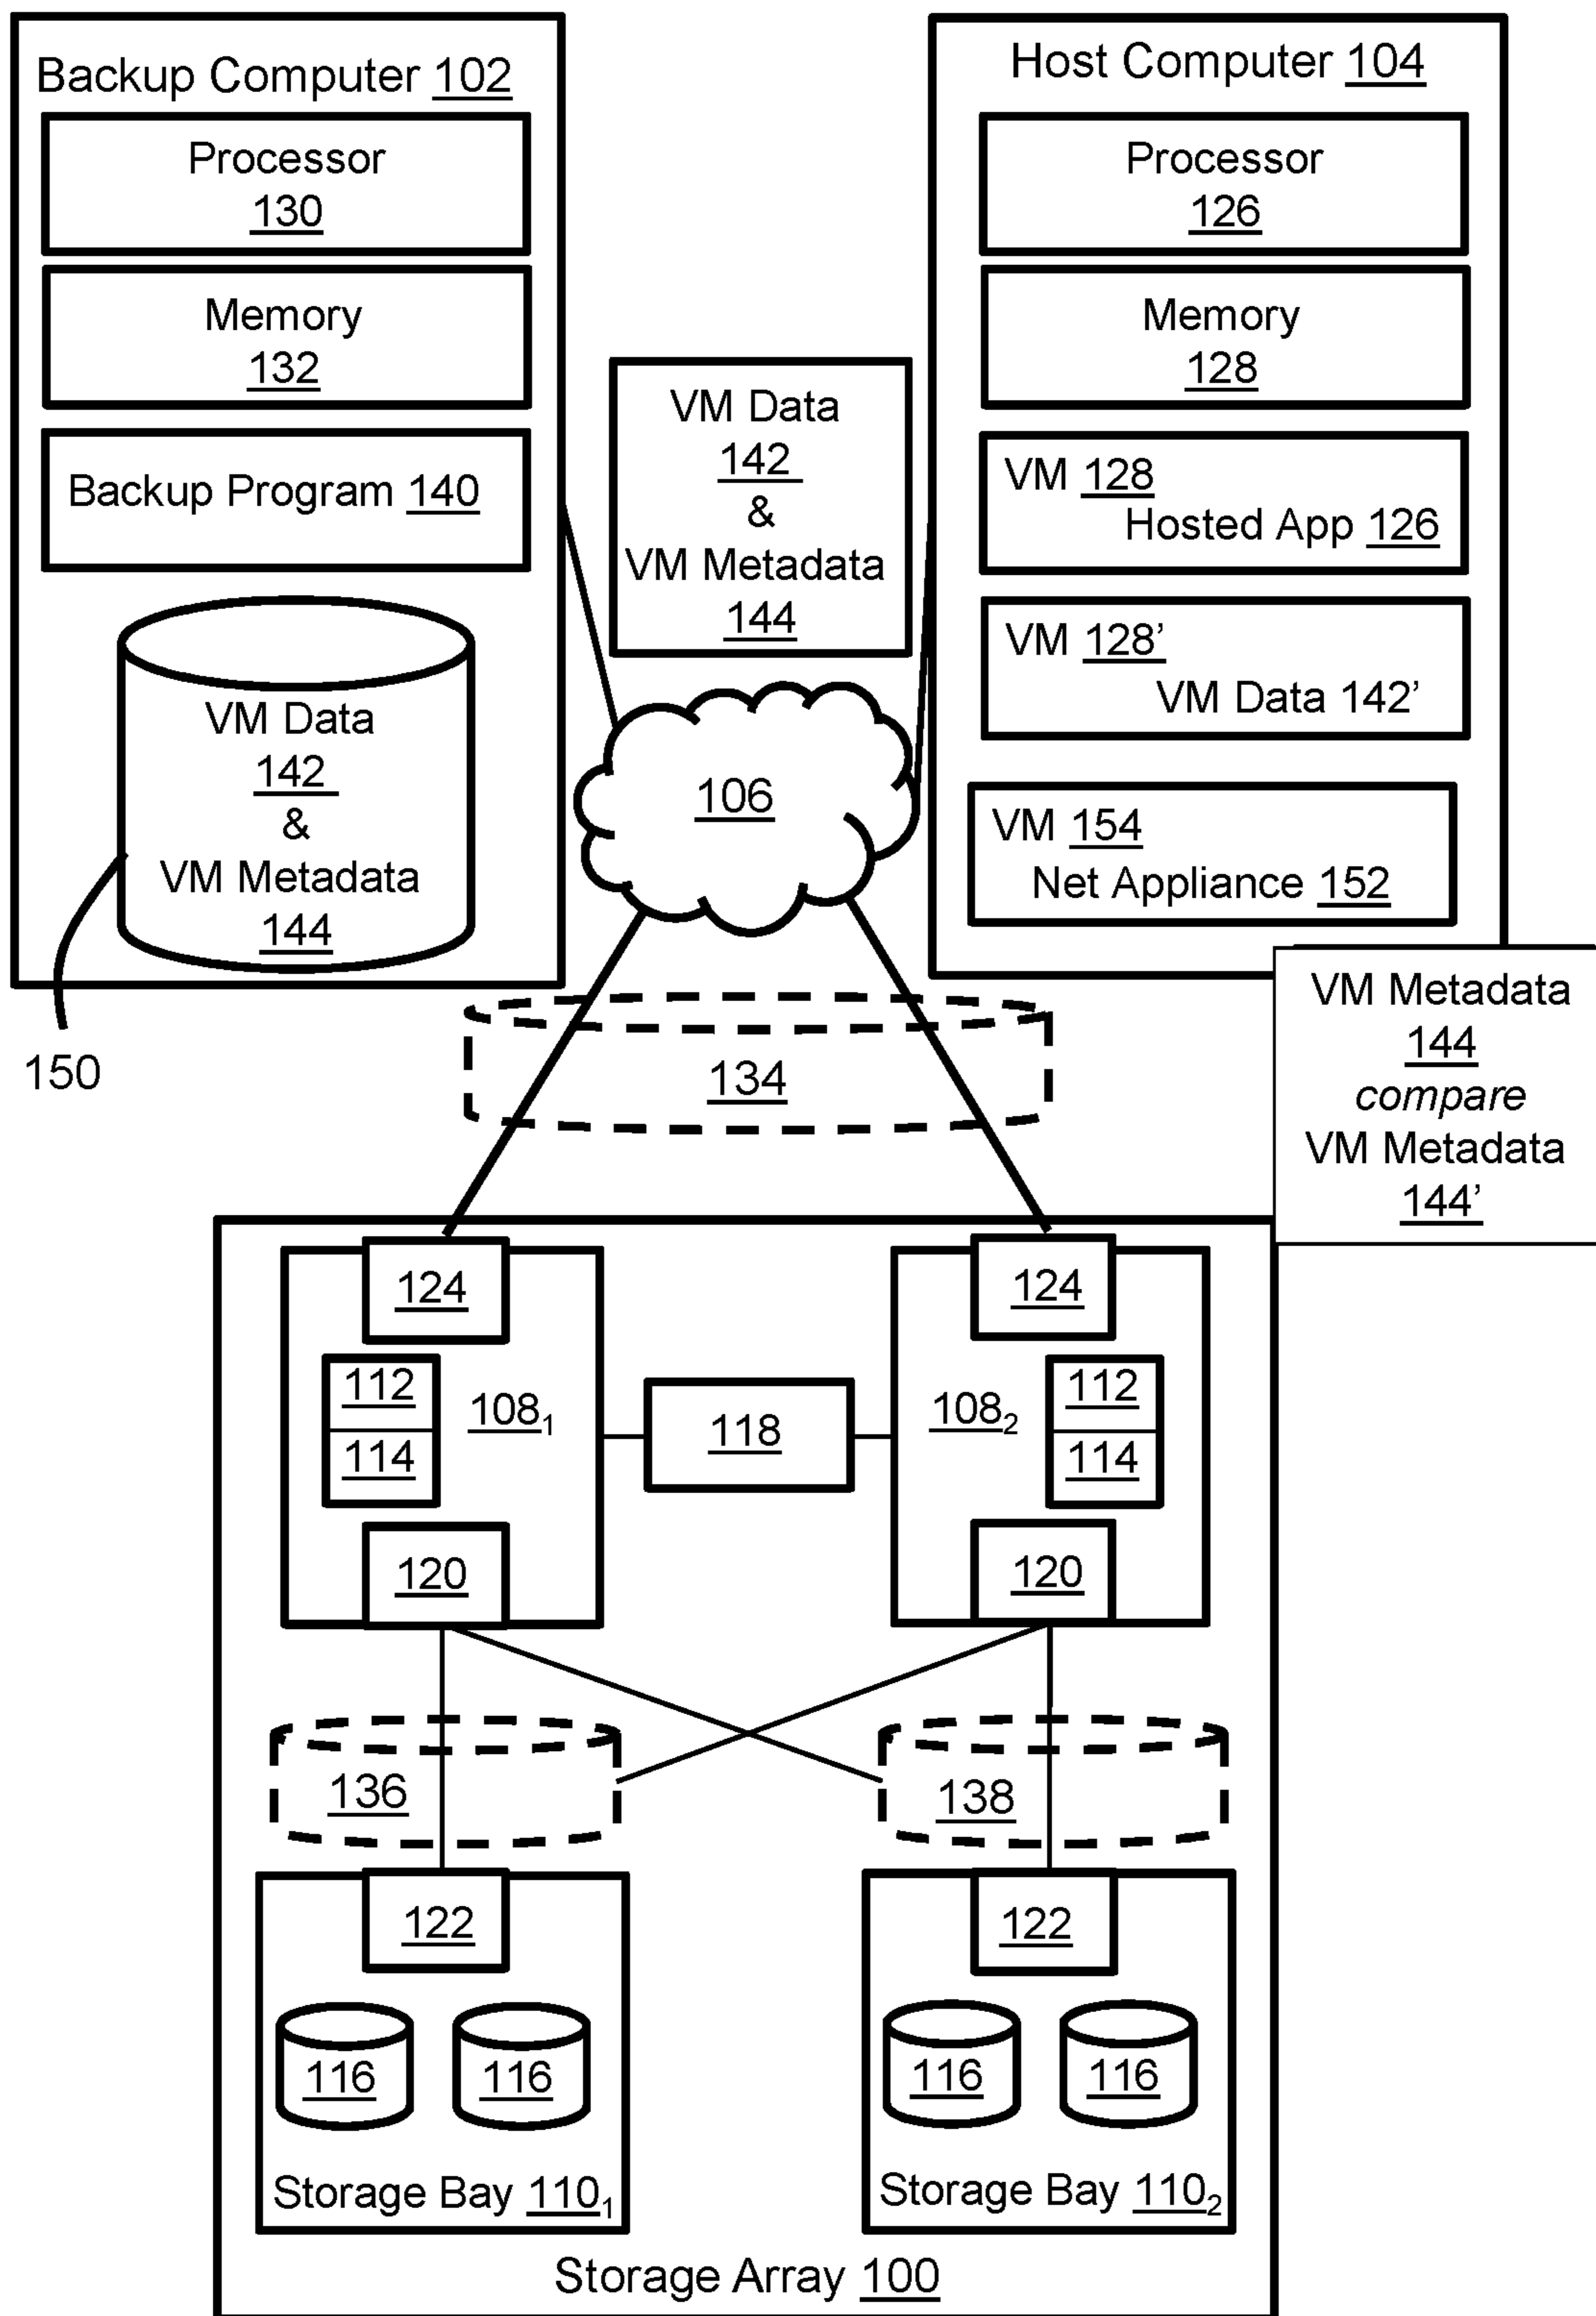 Backup Computer 102
Processor
130
Memory
132
Backup Program 140
VM Data
142
&
VM Metadata
144
150
VM Data
142
&
VM Metadata
144
106
Host Computer 104
Processor
126
Memory
128
VM 128
Hosted App 126
VM 128’
VM Data 142’
VM 154
Net Appliance 152
VM Metadata
144
compare
VM Metadata
144’
134
124
112
114
108₁
120
118
124
108₂
112
114
120
136
138
122
116 116
Storage Bay 110₁
122
116 116
Storage Bay 110₂
Storage Array 100